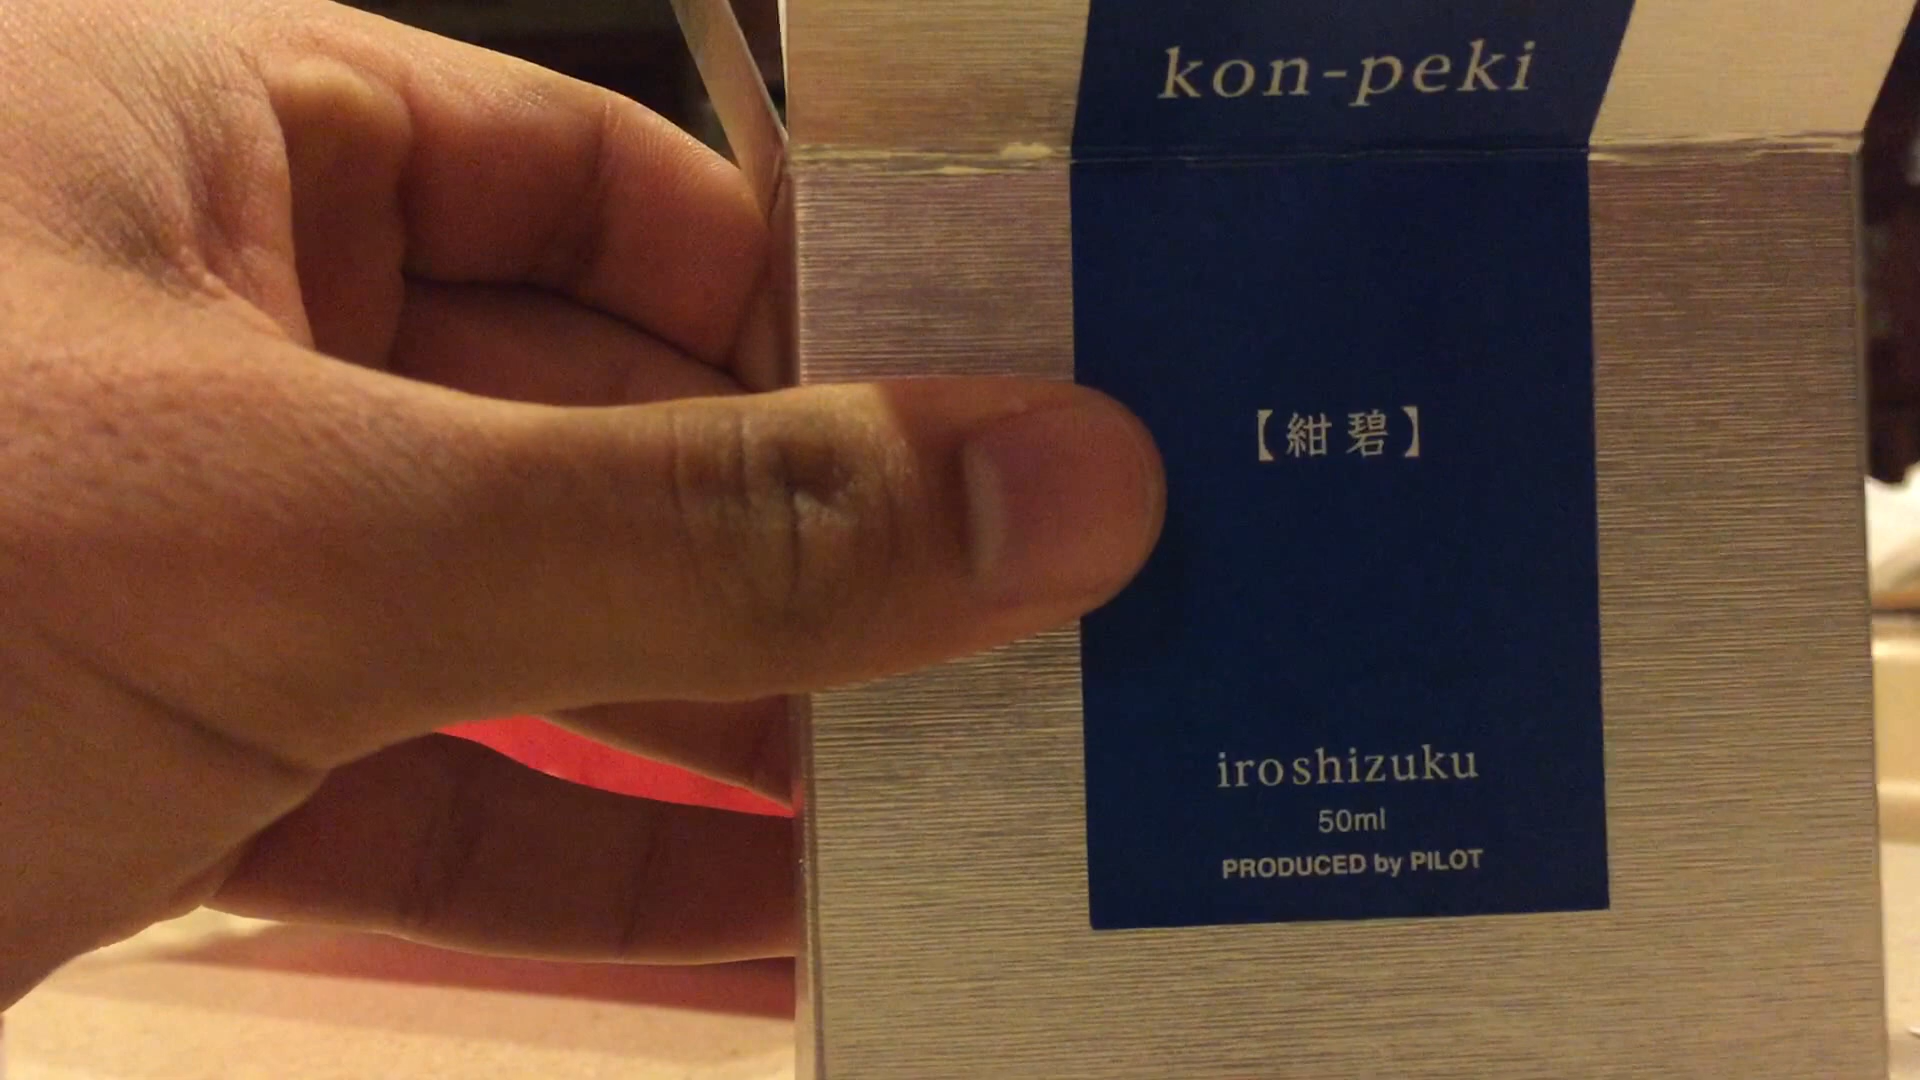 kon-peki
【紺碧】
iroshizuku
50ml
PRODUCED by PILOT